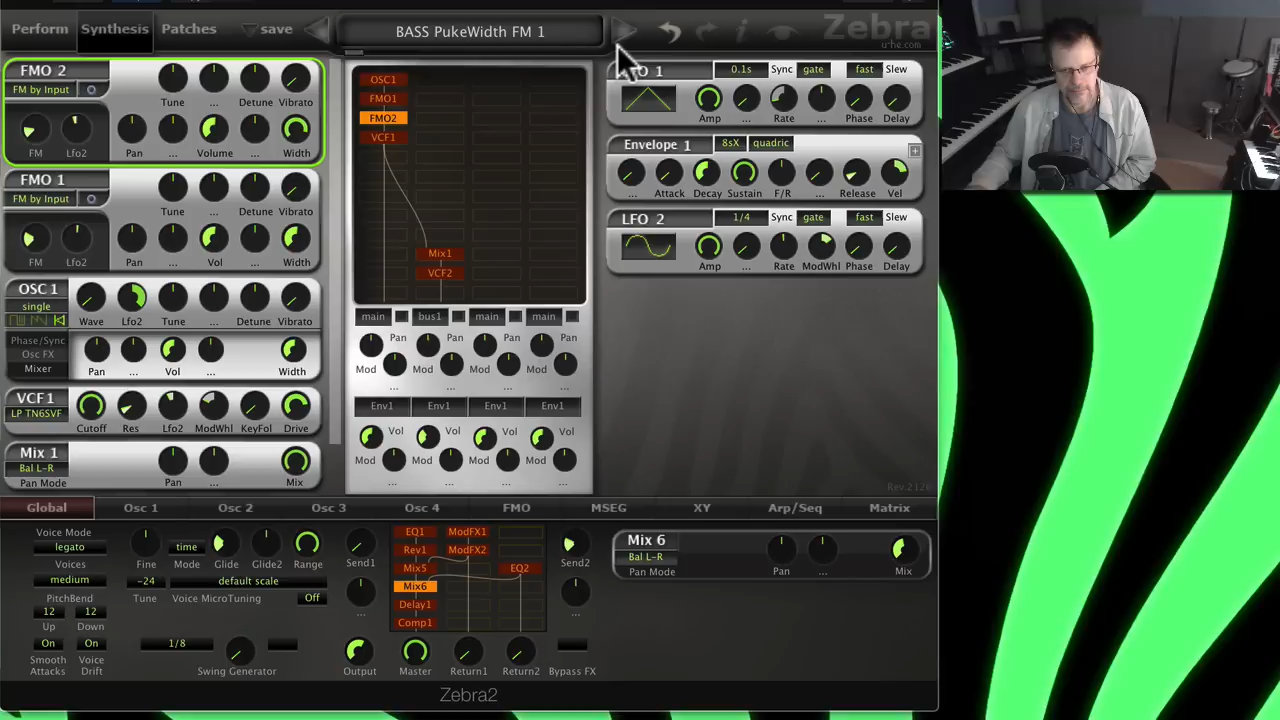 Perform Synthesis Patches save BASS PukeWidth FM 1 Zebra
u-he.com
FMO 2
FM by Input
Tune ... Detune Vibrato
FM Lfo2 Pan ... Volume ... Width
FMO 1
FM by Input
Tune ... Detune Vibrato
FM Lfo2 Pan ... Vol ... Width
OSC 1
single
Wave Lfo2 Tune ... Detune Vibrato
Phase/Sync
Osc FX
Mixer
Pan ... Vol ... Width
VCF1
LP TN6SVF
Cutoff Res Lfo2 ModWhl KeyFol Drive
Mix 1
Bal L-R
Pan Mode Pan ... Mix
OSC1
FMO1
FMO2
VCF1
Mix1
VCF2
main bus1 main main
Pan Pan Pan Pan
Mod Mod Mod Mod
... ... ... ...
Env1 Env1 Env1 Env1
Vol Vol Vol Vol
Mod Mod Mod Mod
... ... ... ...
O 1 0.1s Sync gate fast Slew
Amp ... Rate ... Phase Delay
Envelope 1 8sX quadric
... Attack Decay Sustain F/R ... Release Vel
LFO 2 1/4 Sync gate fast Slew
Amp ... Rate ModWhl Phase Delay
Rev.2126
Global Osc 1 Osc 2 Osc 3 Osc 4 FMO MSEG XY Arp/Seq Matrix
Voice Mode
legato
Voices
medium
PitchBend
12 12
Up Down
On On
Smooth Attacks
Voice Drift
Fine Mode time Glide Glide2 Range
-24 default scale
Tune Voice MicroTuning Off
1/8
Swing Generator
Send1
...
Output
EQ1 ModFX1
Rev1 ModFX2
Mix5 EQ2
Mix6
Delay1
Comp1
Master Return1 Return2
Send2
...
Bypass FX
Mix 6
Bal L-R
Pan Mode Pan ... Mix
Zebra2